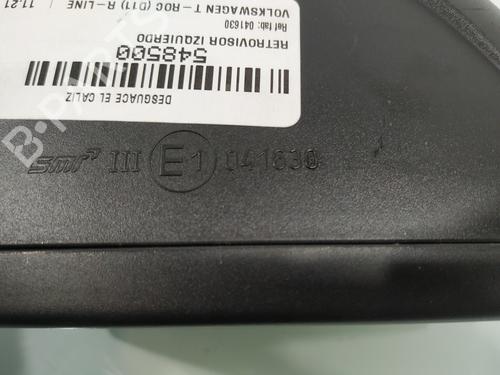 DESGUACE EL CALIZ
548500
RETROVISOR IZQUIERDO
Ref fab: 041630
VOLKSWAGEN T - ROC (D11) R-LINE 11.21
B-PARTS
smr III E1 041630